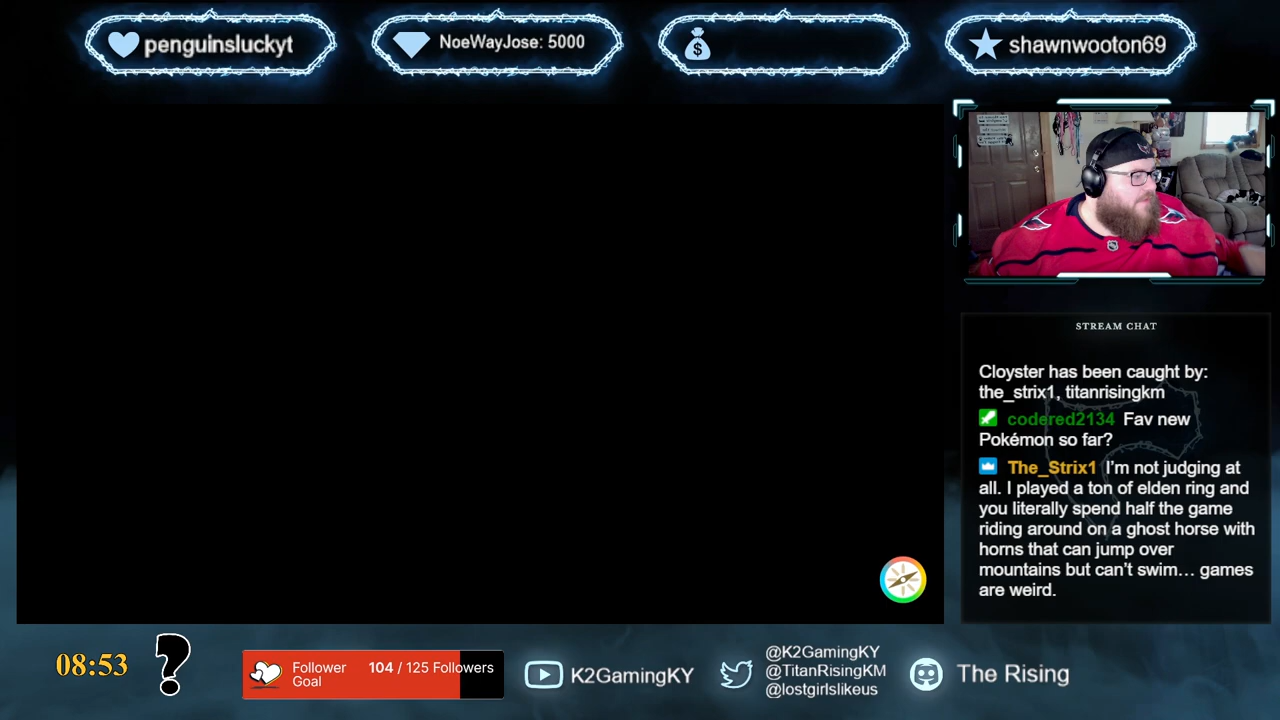 penguinsluckyt
NoeWayJose: 5000
$
shawnwooton69
STREAM CHAT
Cloyster has been caught by:
the_strix1, titanrisingkm
codered2134 Fav new
Pokémon so far?
The_Strix1 I'm not judging at
all. I played a ton of elden ring and
you literally spend half the game
riding around on a ghost horse with
horns that can jump over
mountains but can't swim... games
are weird.
08:53
?
Follower
Goal
104 / 125 Followers
K2GamingKY
@K2GamingKY
@TitanRisingKM
@lostgirlslikeus
The Rising